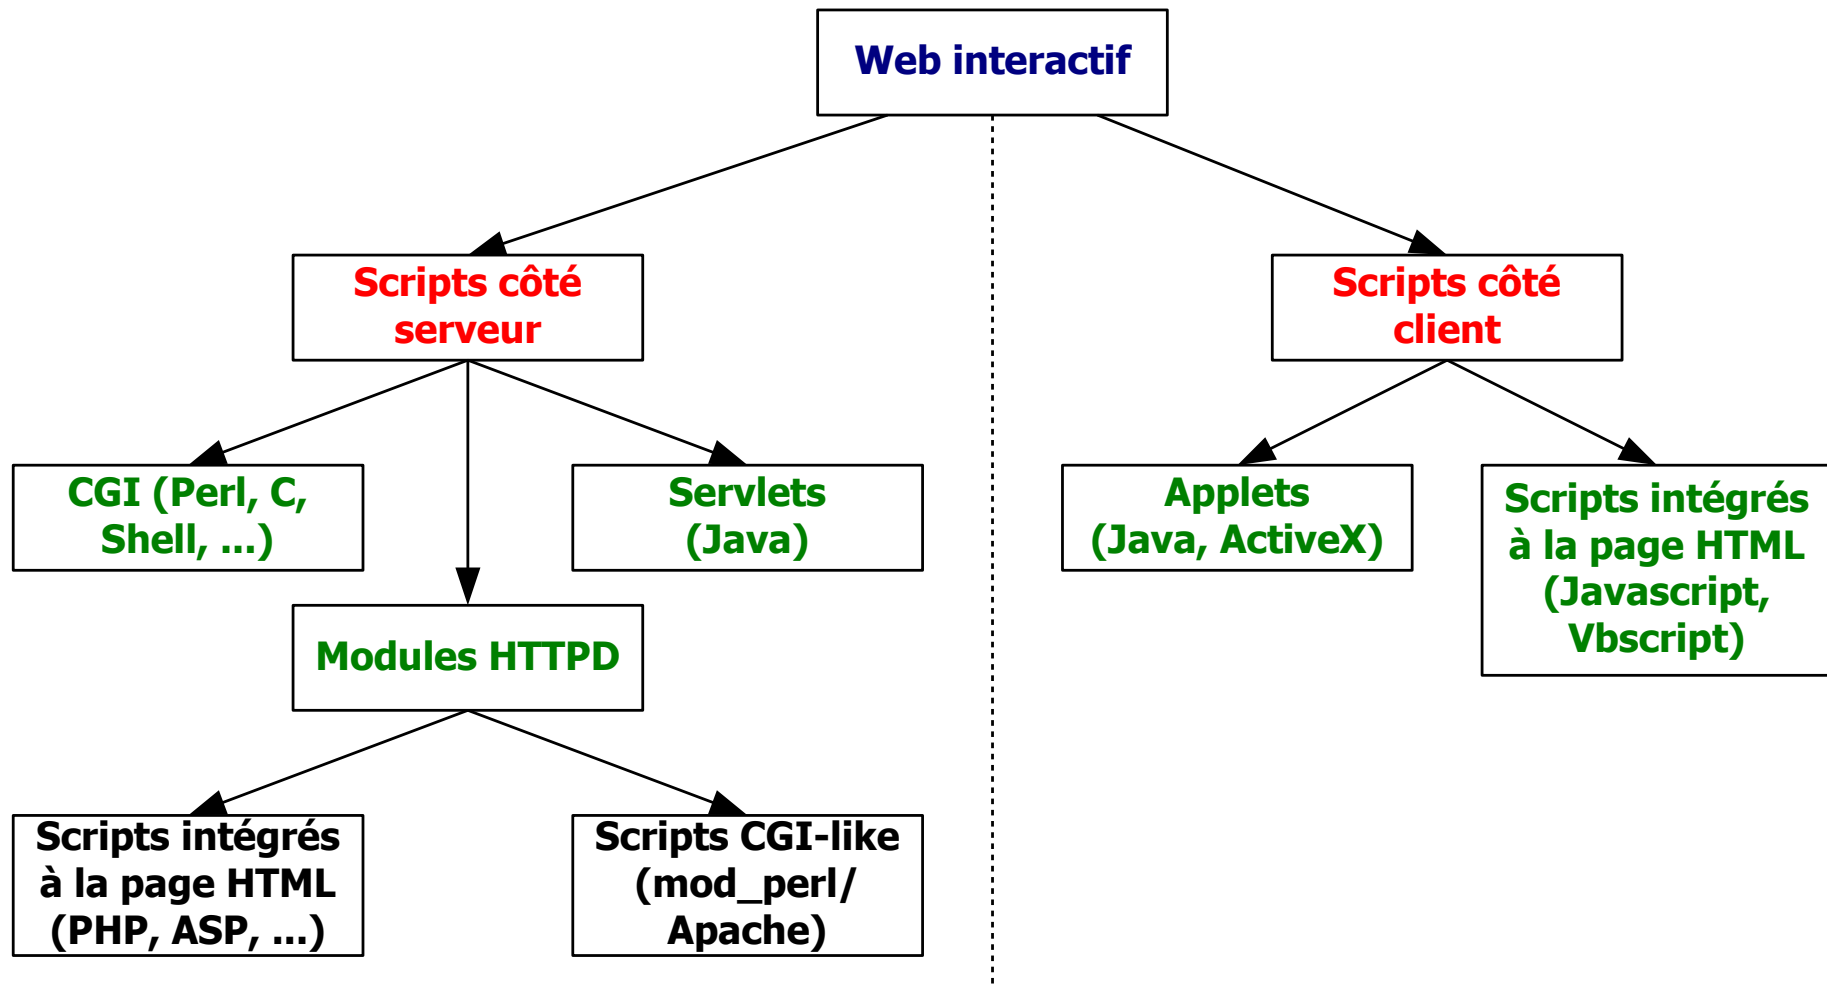 Web interactif
Scripts côté
serveur
Scripts côté
client
CGI (Perl, C,
Shell, ...)
Servlets
(Java)
Applets
(Java, ActiveX)
Scripts intégrés
à la page HTML
(Javascript,
Vbscript)
Modules HTTPD
Scripts intégrés
à la page HTML
(PHP, ASP, ...)
Scripts CGI-like
(mod_perl/
Apache)